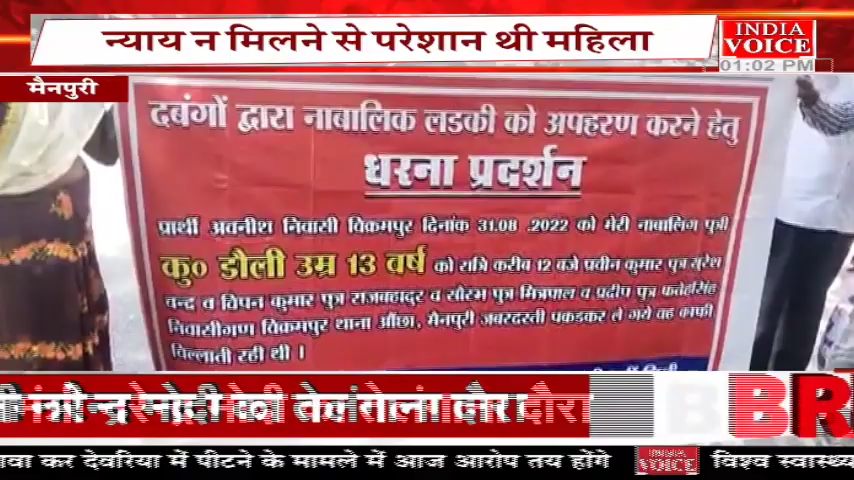 न्याय न मिलने से परेशान थी महिला
INDIA
VOICE
01:02 PM
मैनपुरी
दबंगों द्वारा नाबालिक लडकी को अपहरण करने हेतु
धरना प्रदर्शन
प्रार्थी अवनीश निवासी विक्रमपुर दिनांक 31.08 .2022 को मेरी नाबालिग पुत्री
कु० डौली उम्र 13 वर्ष को रात्रि करीब 12 बजे प्रवीन कुमार पुत्र सुरेश
चन्द व विपन कुमार पुत्र राजबहादुर व सौरभ पुत्र मित्रपाल व प्रदीप पुत्र फतेहसिंह
निवासीगण विक्रमपुर थाना औंछा, मैनपुरी जबरदस्ती पकडकर ले गये वह काफी
चिल्लाती रही थी ।
दौरा
BR
वा कर देवरिया में पीटने के मामले में आज आरोप तय होंगे
INDIA
VOICE
विश्व स्वास्थ्य